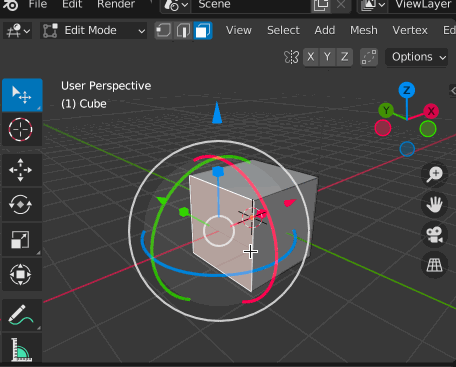 File Edit Render Scene ViewLayer
Edit Mode View Select Add Mesh Vertex Ed
X Y Z Options
User Perspective
(1) Cube
Z
Y X